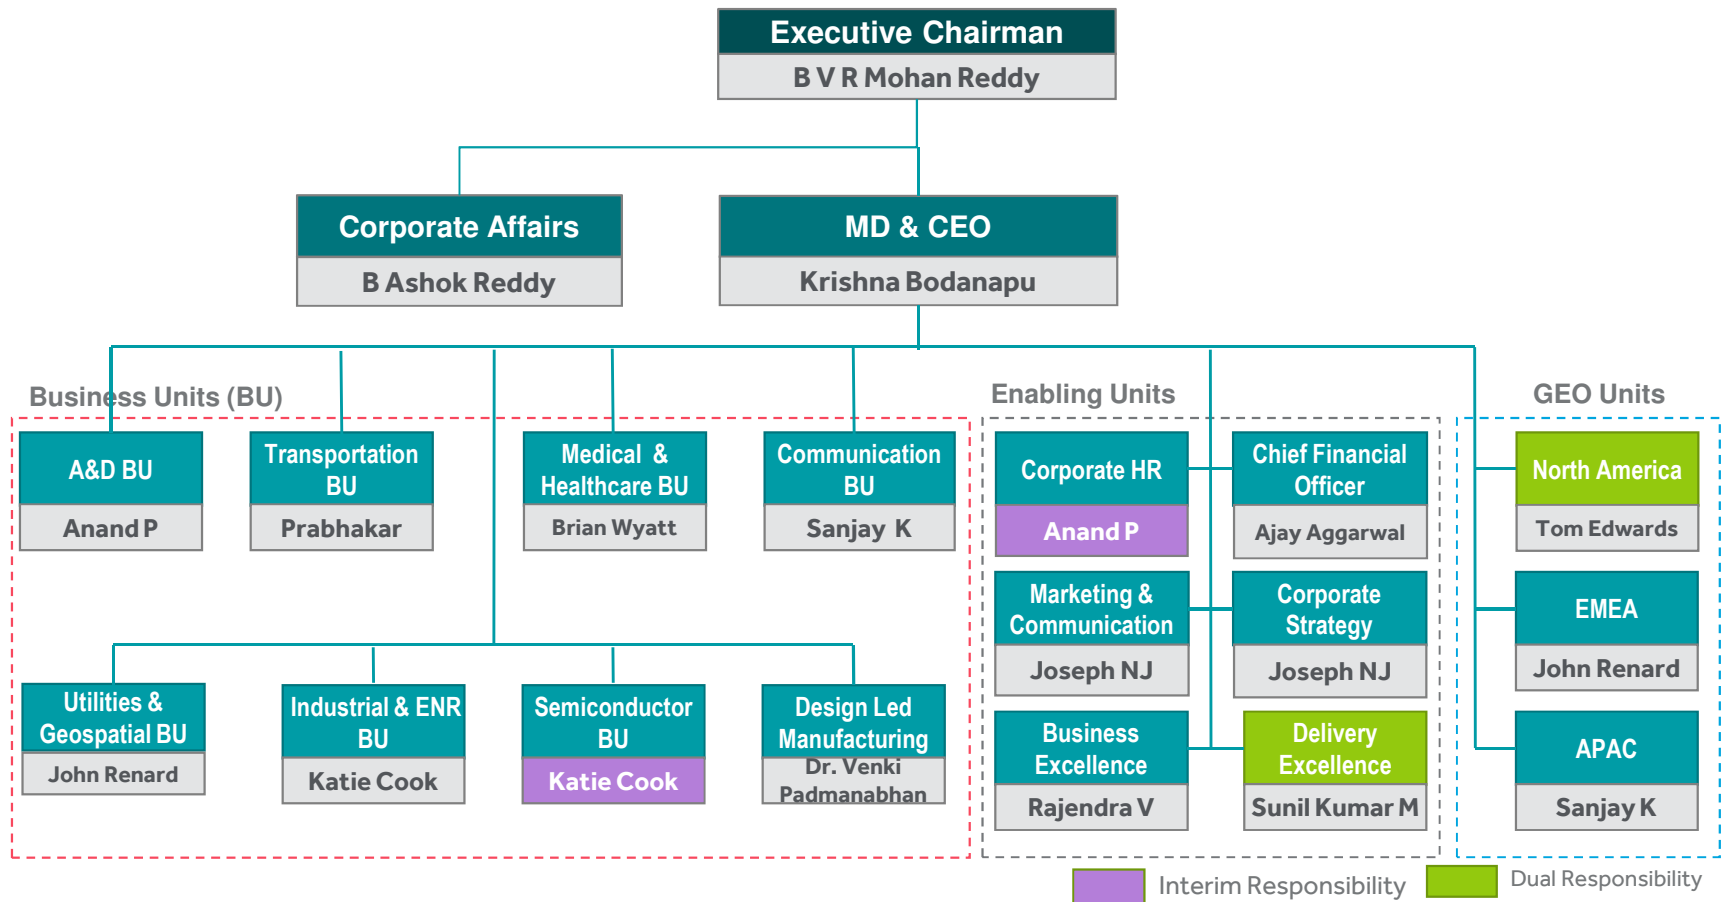 Executive Chairman
B V R Mohan Reddy
Corporate Affairs
B Ashok Reddy
MD & CEO
Krishna Bodanapu
Business Units (BU)
A&D BU
Anand P
Transportation
BU
Prabhakar
Medical &
Healthcare BU
Brian Wyatt
Communication
BU
Sanjay K
Utilities &
Geospatial BU
John Renard
Industrial & ENR
BU
Katie Cook
Semiconductor
BU
Katie Cook
Design Led
Manufacturing
Dr. Venki
Padmanabhan
Enabling Units
Corporate HR
Anand P
Chief Financial
Officer
Ajay Aggarwal
Marketing &
Communication
Joseph NJ
Corporate
Strategy
Joseph NJ
Business
Excellence
Rajendra V
Delivery
Excellence
Sunil Kumar M
GEO Units
North America
Tom Edwards
EMEA
John Renard
APAC
Sanjay K
Interim Responsibility
Dual Responsibility